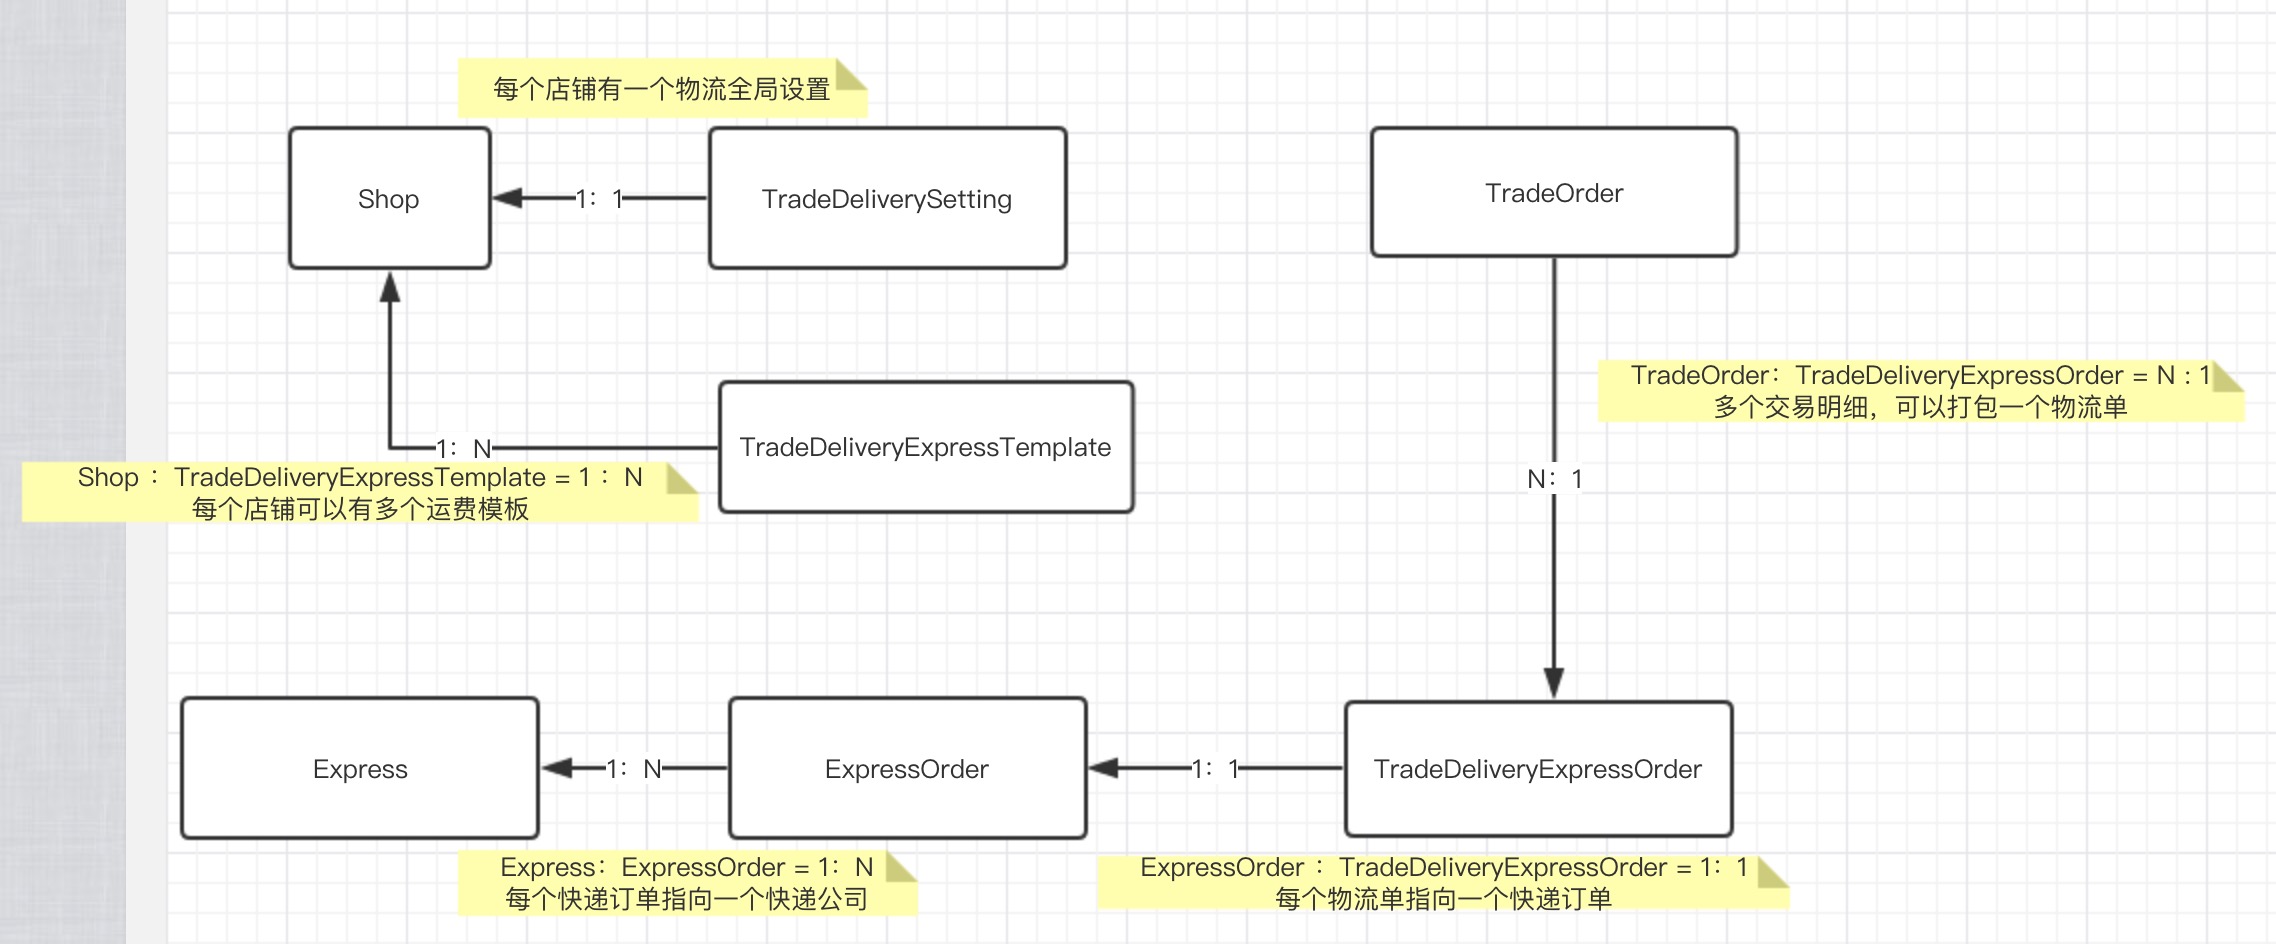 每个店铺有一个物流全局设置
Shop
1：1
TradeDeliverySetting
TradeOrder
TradeOrder：TradeDeliveryExpressOrder = N : 1
多个交易明细，可以打包一个物流单
TradeDeliveryExpressTemplate
1：N
Shop ：TradeDeliveryExpressTemplate = 1 ：N
每个店铺可以有多个运费模板
N：1
Express
1：N
ExpressOrder
1：1
TradeDeliveryExpressOrder
Express：ExpressOrder = 1：N
每个快递订单指向一个快递公司
ExpressOrder ：TradeDeliveryExpressOrder = 1：1
每个物流单指向一个快递订单